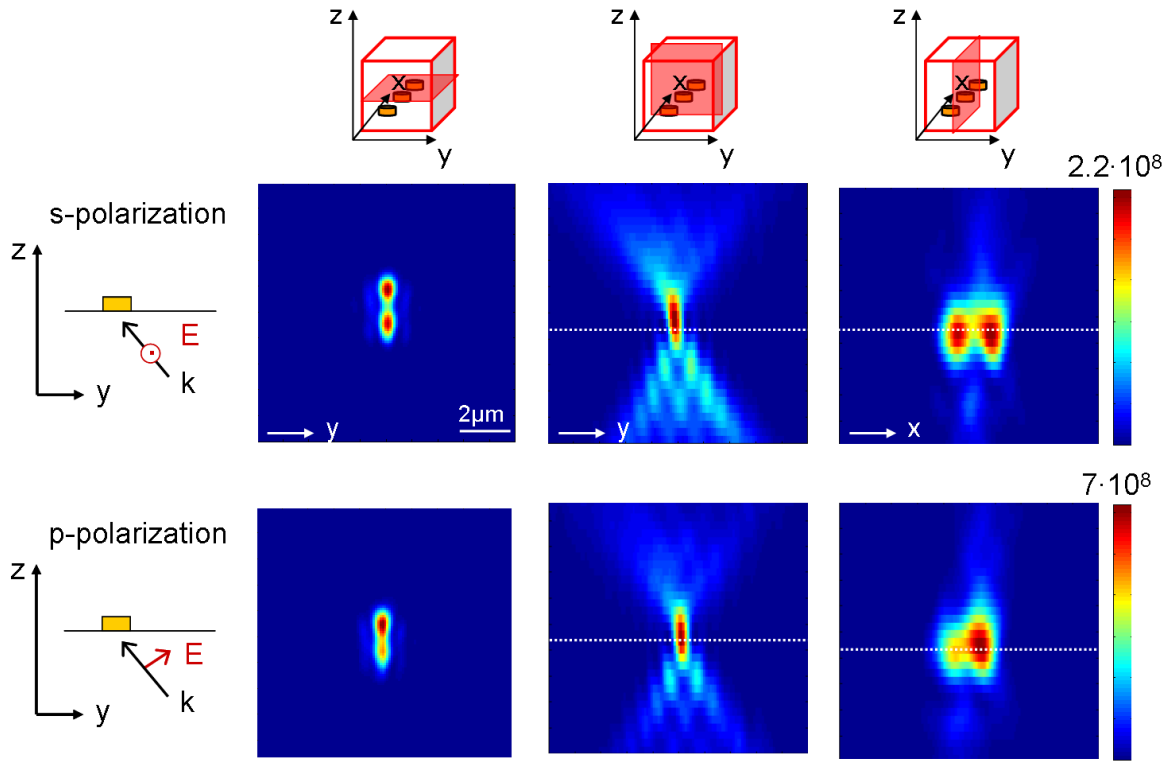 z
x
y
z
x
y
z
x
y
s-polarization
z
E
k
y
y
2µm
y
x
2.2·10⁸
p-polarization
z
E
k
y
7·10⁸